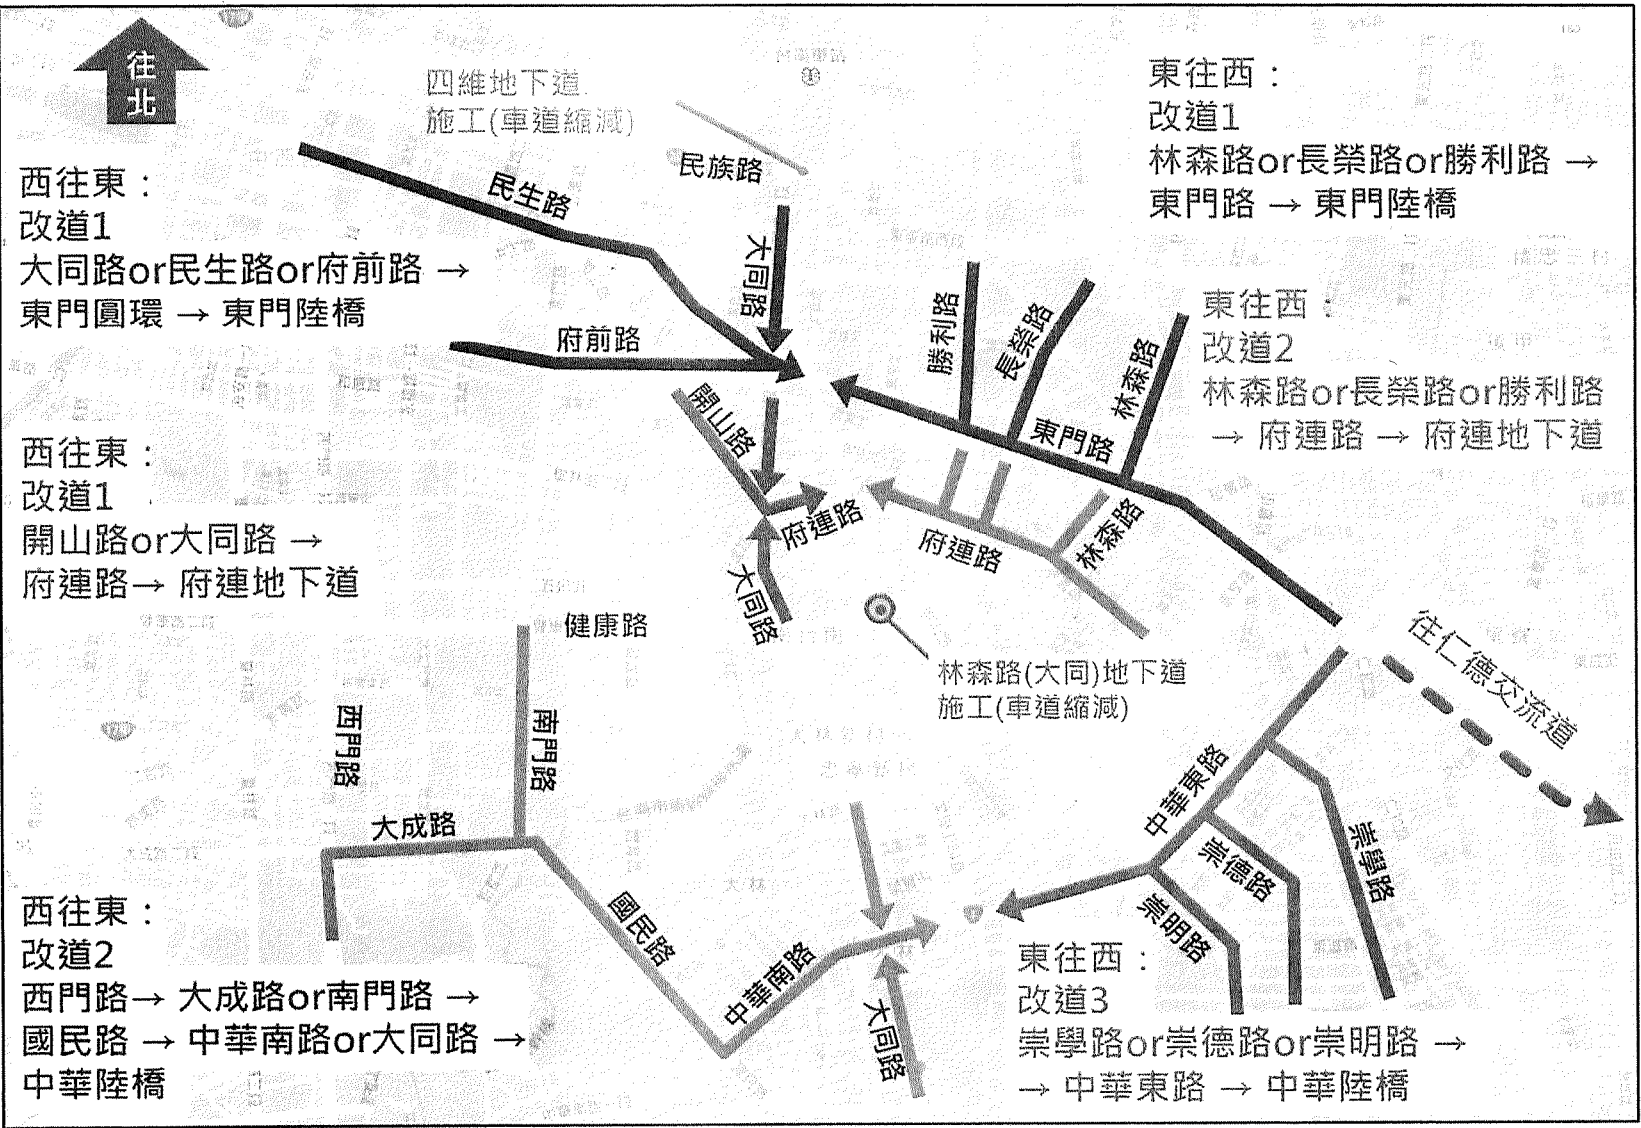 往
北
四維地下道
施工(車道縮減)
東往西：
改道1
林森路or長榮路or勝利路 →
東門路 → 東門陸橋
民族路
西往東：
改道1
大同路or民生路or府前路 →
東門圓環 → 東門陸橋
民生路
大同路
府前路
勝利路
長榮路
林森路
東門路
東往西：
改道2
林森路or長榮路or勝利路
→ 府連路 → 府連地下道
開山路
府連路
府連路
林森路
大同路
西往東：
改道1
開山路or大同路 →
府連路→ 府連地下道
健康路
林森路(大同)地下道
施工(車道縮減)
往仁德交流道
西門路
南門路
大成路
國民路
中華南路
大同路
中華東路
崇德路
崇學路
崇明路
西往東：
改道2
西門路→ 大成路or南門路 →
國民路 → 中華南路or大同路 →
中華陸橋
東往西：
改道3
崇學路or崇德路or崇明路 →
→ 中華東路 → 中華陸橋